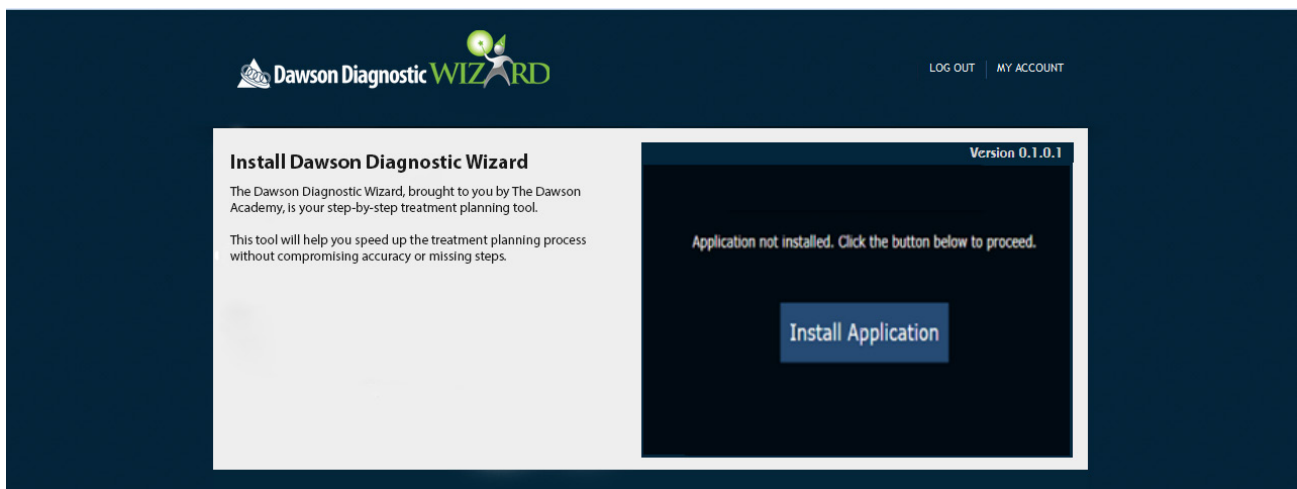 Dawson Diagnostic WIZARD
LOG OUT | MY ACCOUNT
Install Dawson Diagnostic Wizard
The Dawson Diagnostic Wizard, brought to you by The Dawson
Academy, is your step-by-step treatment planning tool.
This tool will help you speed up the treatment planning process
without compromising accuracy or missing steps.
Version 0.1.0.1
Application not installed. Click the button below to proceed.
Install Application